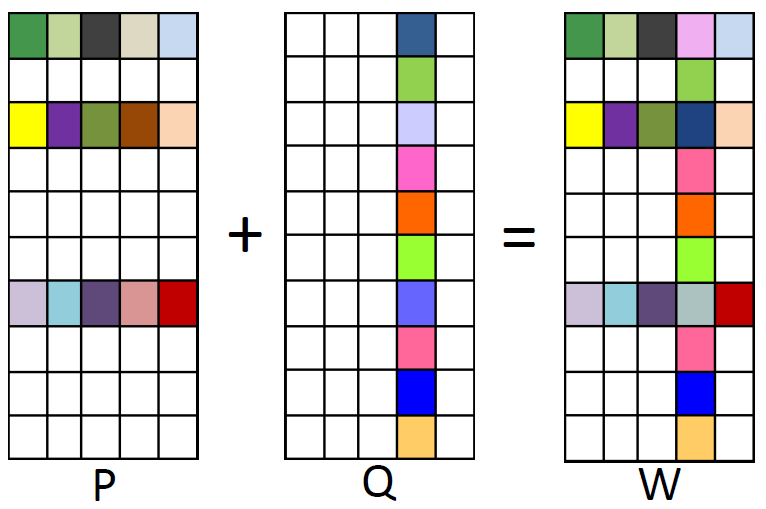 + =
P Q W